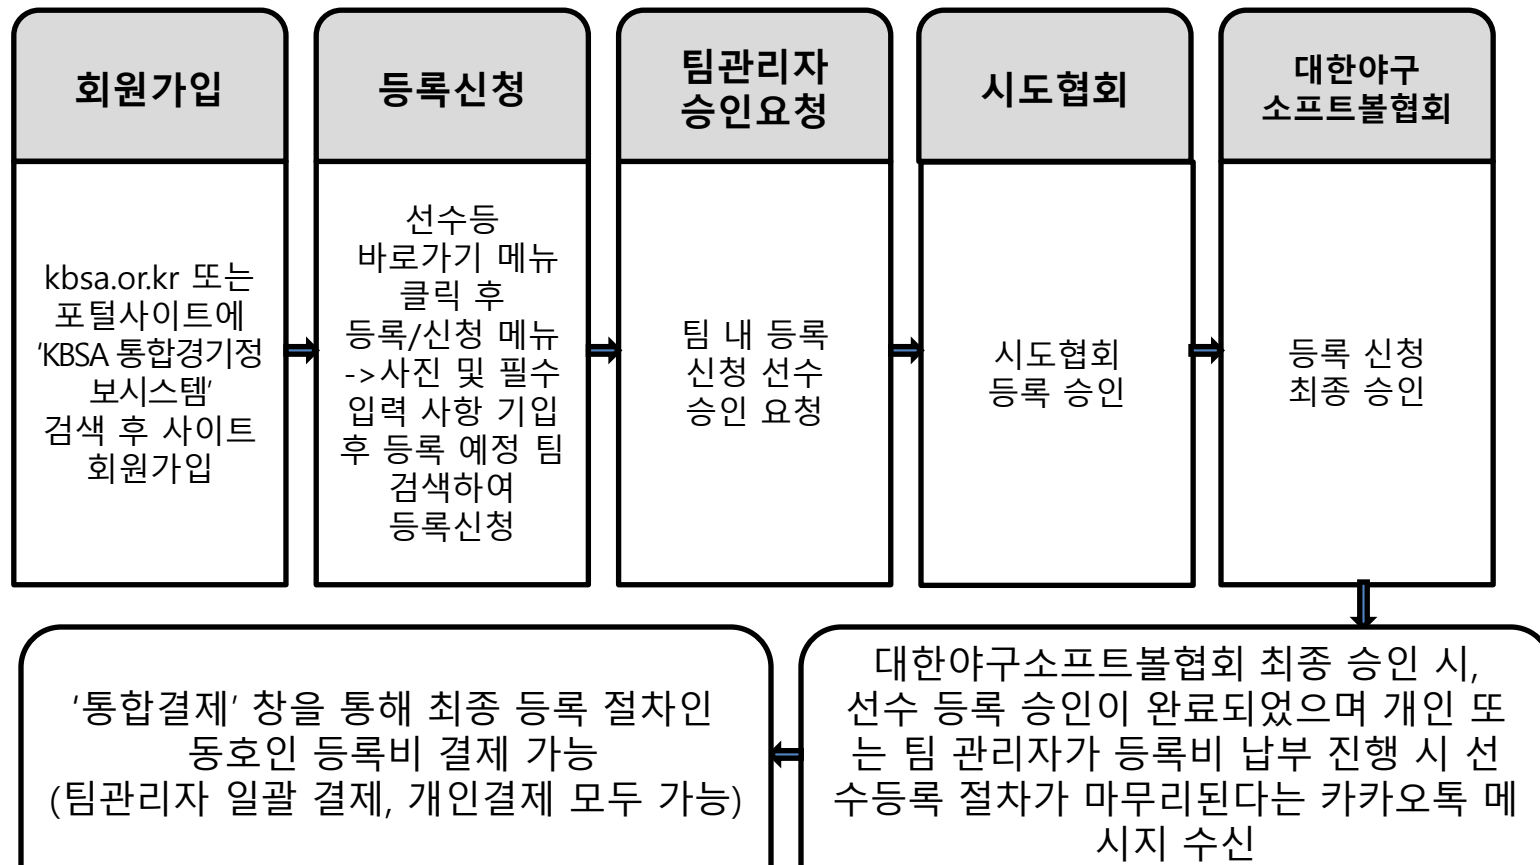 회원가입
kbsa.or.kr 또는
포털사이트에
'KBSA 통합경기정
보시스템'
검색 후 사이트
회원가입
등록신청
선수등
바로가기 메뉴
클릭 후
등록/신청 메뉴
->사진 및 필수
입력 사항 기입
후 등록 예정 팀
검색하여
등록신청
팀관리자
승인요청
팀 내 등록
신청 선수
승인 요청
시도협회
시도협회
등록 승인
대한야구
소프트볼협회
등록 신청
최종 승인
대한야구소프트볼협회 최종 승인 시,
선수 등록 승인이 완료되었으며 개인 또
는 팀 관리자가 등록비 납부 진행 시 선
수등록 절차가 마무리된다는 카카오톡 메
시지 수신
'통합결제' 창을 통해 최종 등록 절차인
동호인 등록비 결제 가능
(팀관리자 일괄 결제, 개인결제 모두 가능)